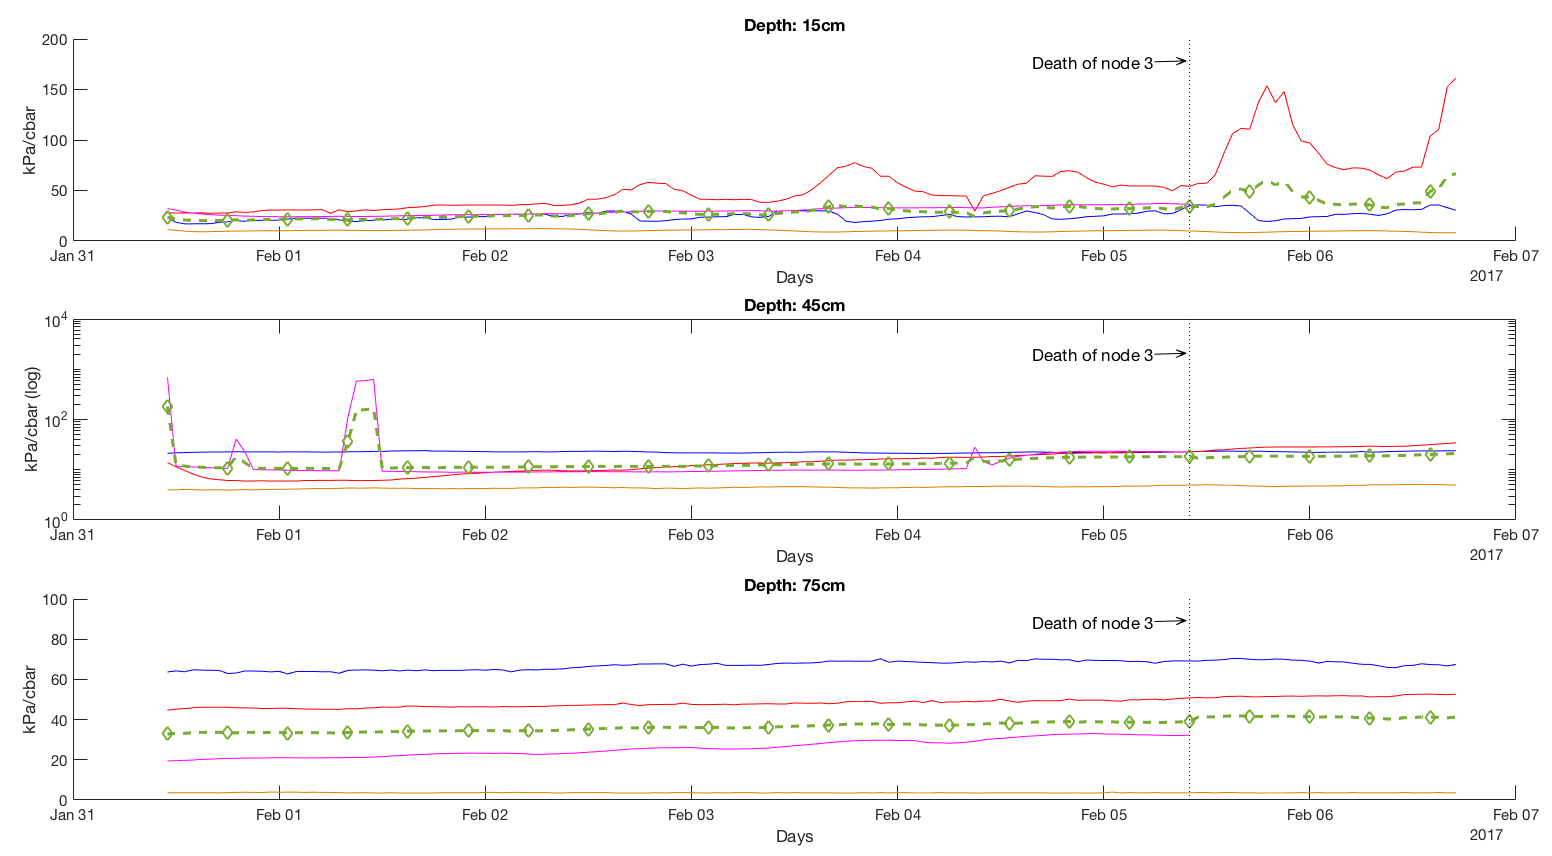 Depth: 15cm
200
150
100
50
0
kPa/cbar
Death of node 3
Jan 31 Feb 01 Feb 02 Feb 03 Feb 04 Feb 05 Feb 06 Feb 07
Days
2017
Depth: 45cm
10^4
10^2
10^0
kPa/cbar (log)
Death of node 3
Jan 31 Feb 01 Feb 02 Feb 03 Feb 04 Feb 05 Feb 06 Feb 07
Days
2017
Depth: 75cm
100
80
60
40
20
0
kPa/cbar
Death of node 3
Jan 31 Feb 01 Feb 02 Feb 03 Feb 04 Feb 05 Feb 06 Feb 07
Days
2017